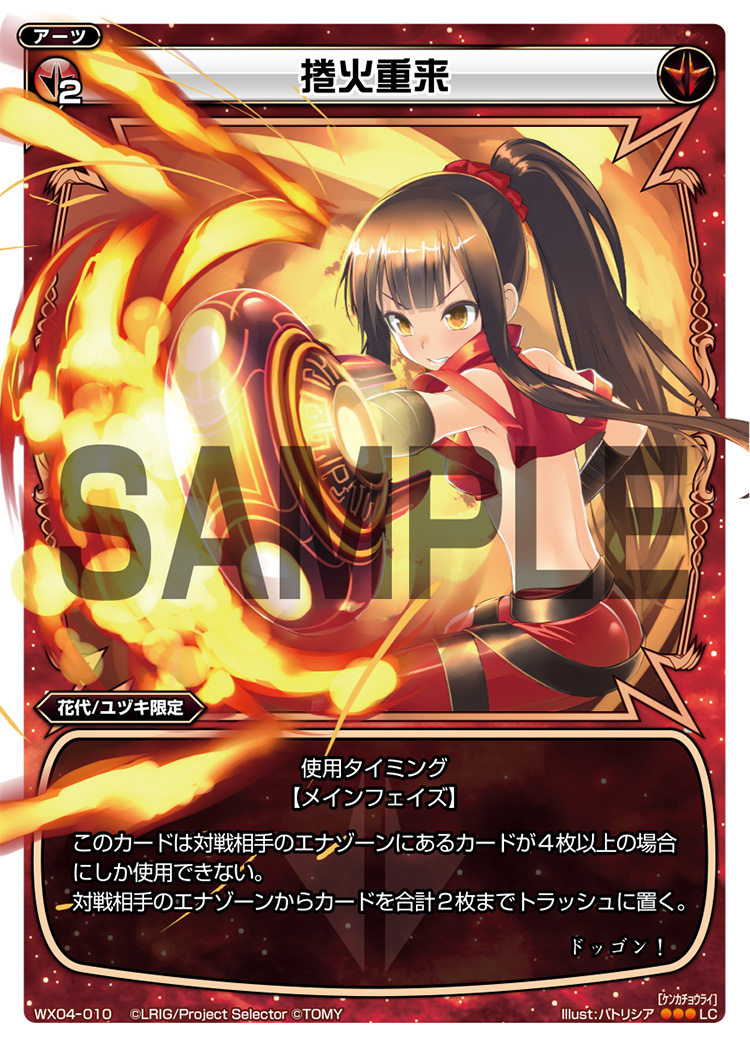 アーツ
2
捲火重来
SAMPLE
花代/ユヅキ限定
使用タイミング
【メインフェイズ】
このカードは対戦相手のエナゾーンにあるカードが４枚以上の場合
にしか使用できない。
対戦相手のエナゾーンからカードを合計２枚までトラッシュに置く。
ドッゴン！
[ケンカチョウライ]
WX04-010 ©LRIG/Project Selector ©TOMY Illust:パトリシア LC